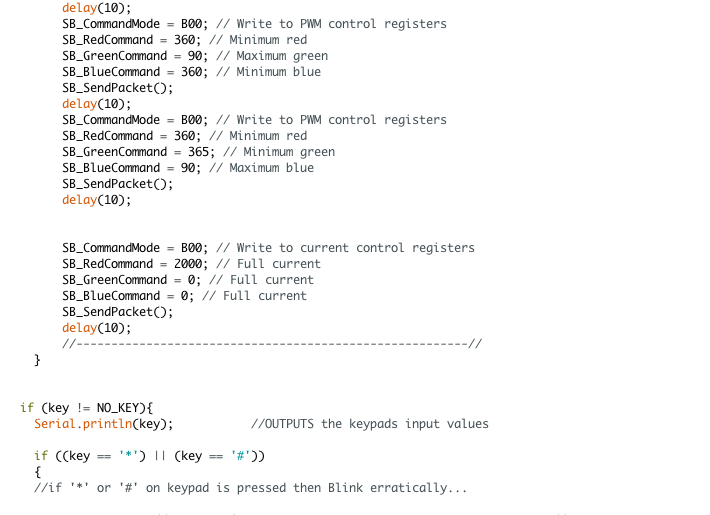 delay(10);
SB_CommandMode = B00; // Write to PWM control registers
SB_RedCommand = 360; // Minimum red
SB_GreenCommand = 90; // Maximum green
SB_BlueCommand = 360; // Minimum blue
SB_SendPacket();
delay(10);
SB_CommandMode = B00; // Write to PWM control registers
SB_RedCommand = 360; // Minimum red
SB_GreenCommand = 365; // Minimum green
SB_BlueCommand = 90; // Maximum blue
SB_SendPacket();
delay(10);
SB_CommandMode = B00; // Write to current control registers
SB_RedCommand = 2000; // Full current
SB_GreenCommand = 0; // Full current
SB_BlueCommand = 0; // Full current
SB_SendPacket();
delay(10);
//--------------------------------------------------------//
}
if (key != NO_KEY){
Serial.println(key); //OUTPUTS the keypads input values
if ((key == '*') || (key == '#'))
{
//if '*' or '#' on keypad is pressed then Blink erratically...